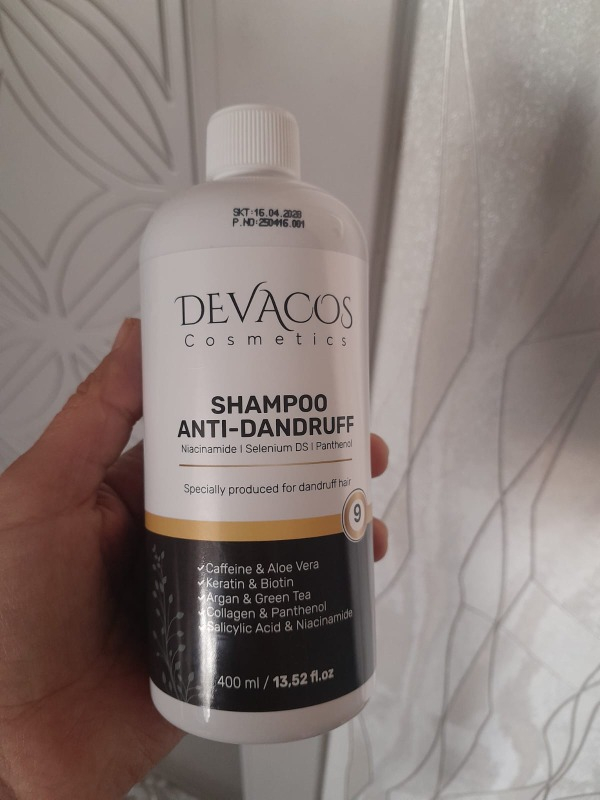 SKT:16.04.2028
P.NO:250416.001
DEVACOS
Cosmetics
SHAMPOO
ANTI-DANDRUFF
Niacinamide | Selenium DS | Panthenol
Specially produced for dandruff hair
9
✓Caffeine & Aloe Vera
✓Keratin & Biotin
✓Argan & Green Tea
✓Collagen & Panthenol
✓Salicylic Acid & Niacinamide
400 ml / 13,52 fl.oz